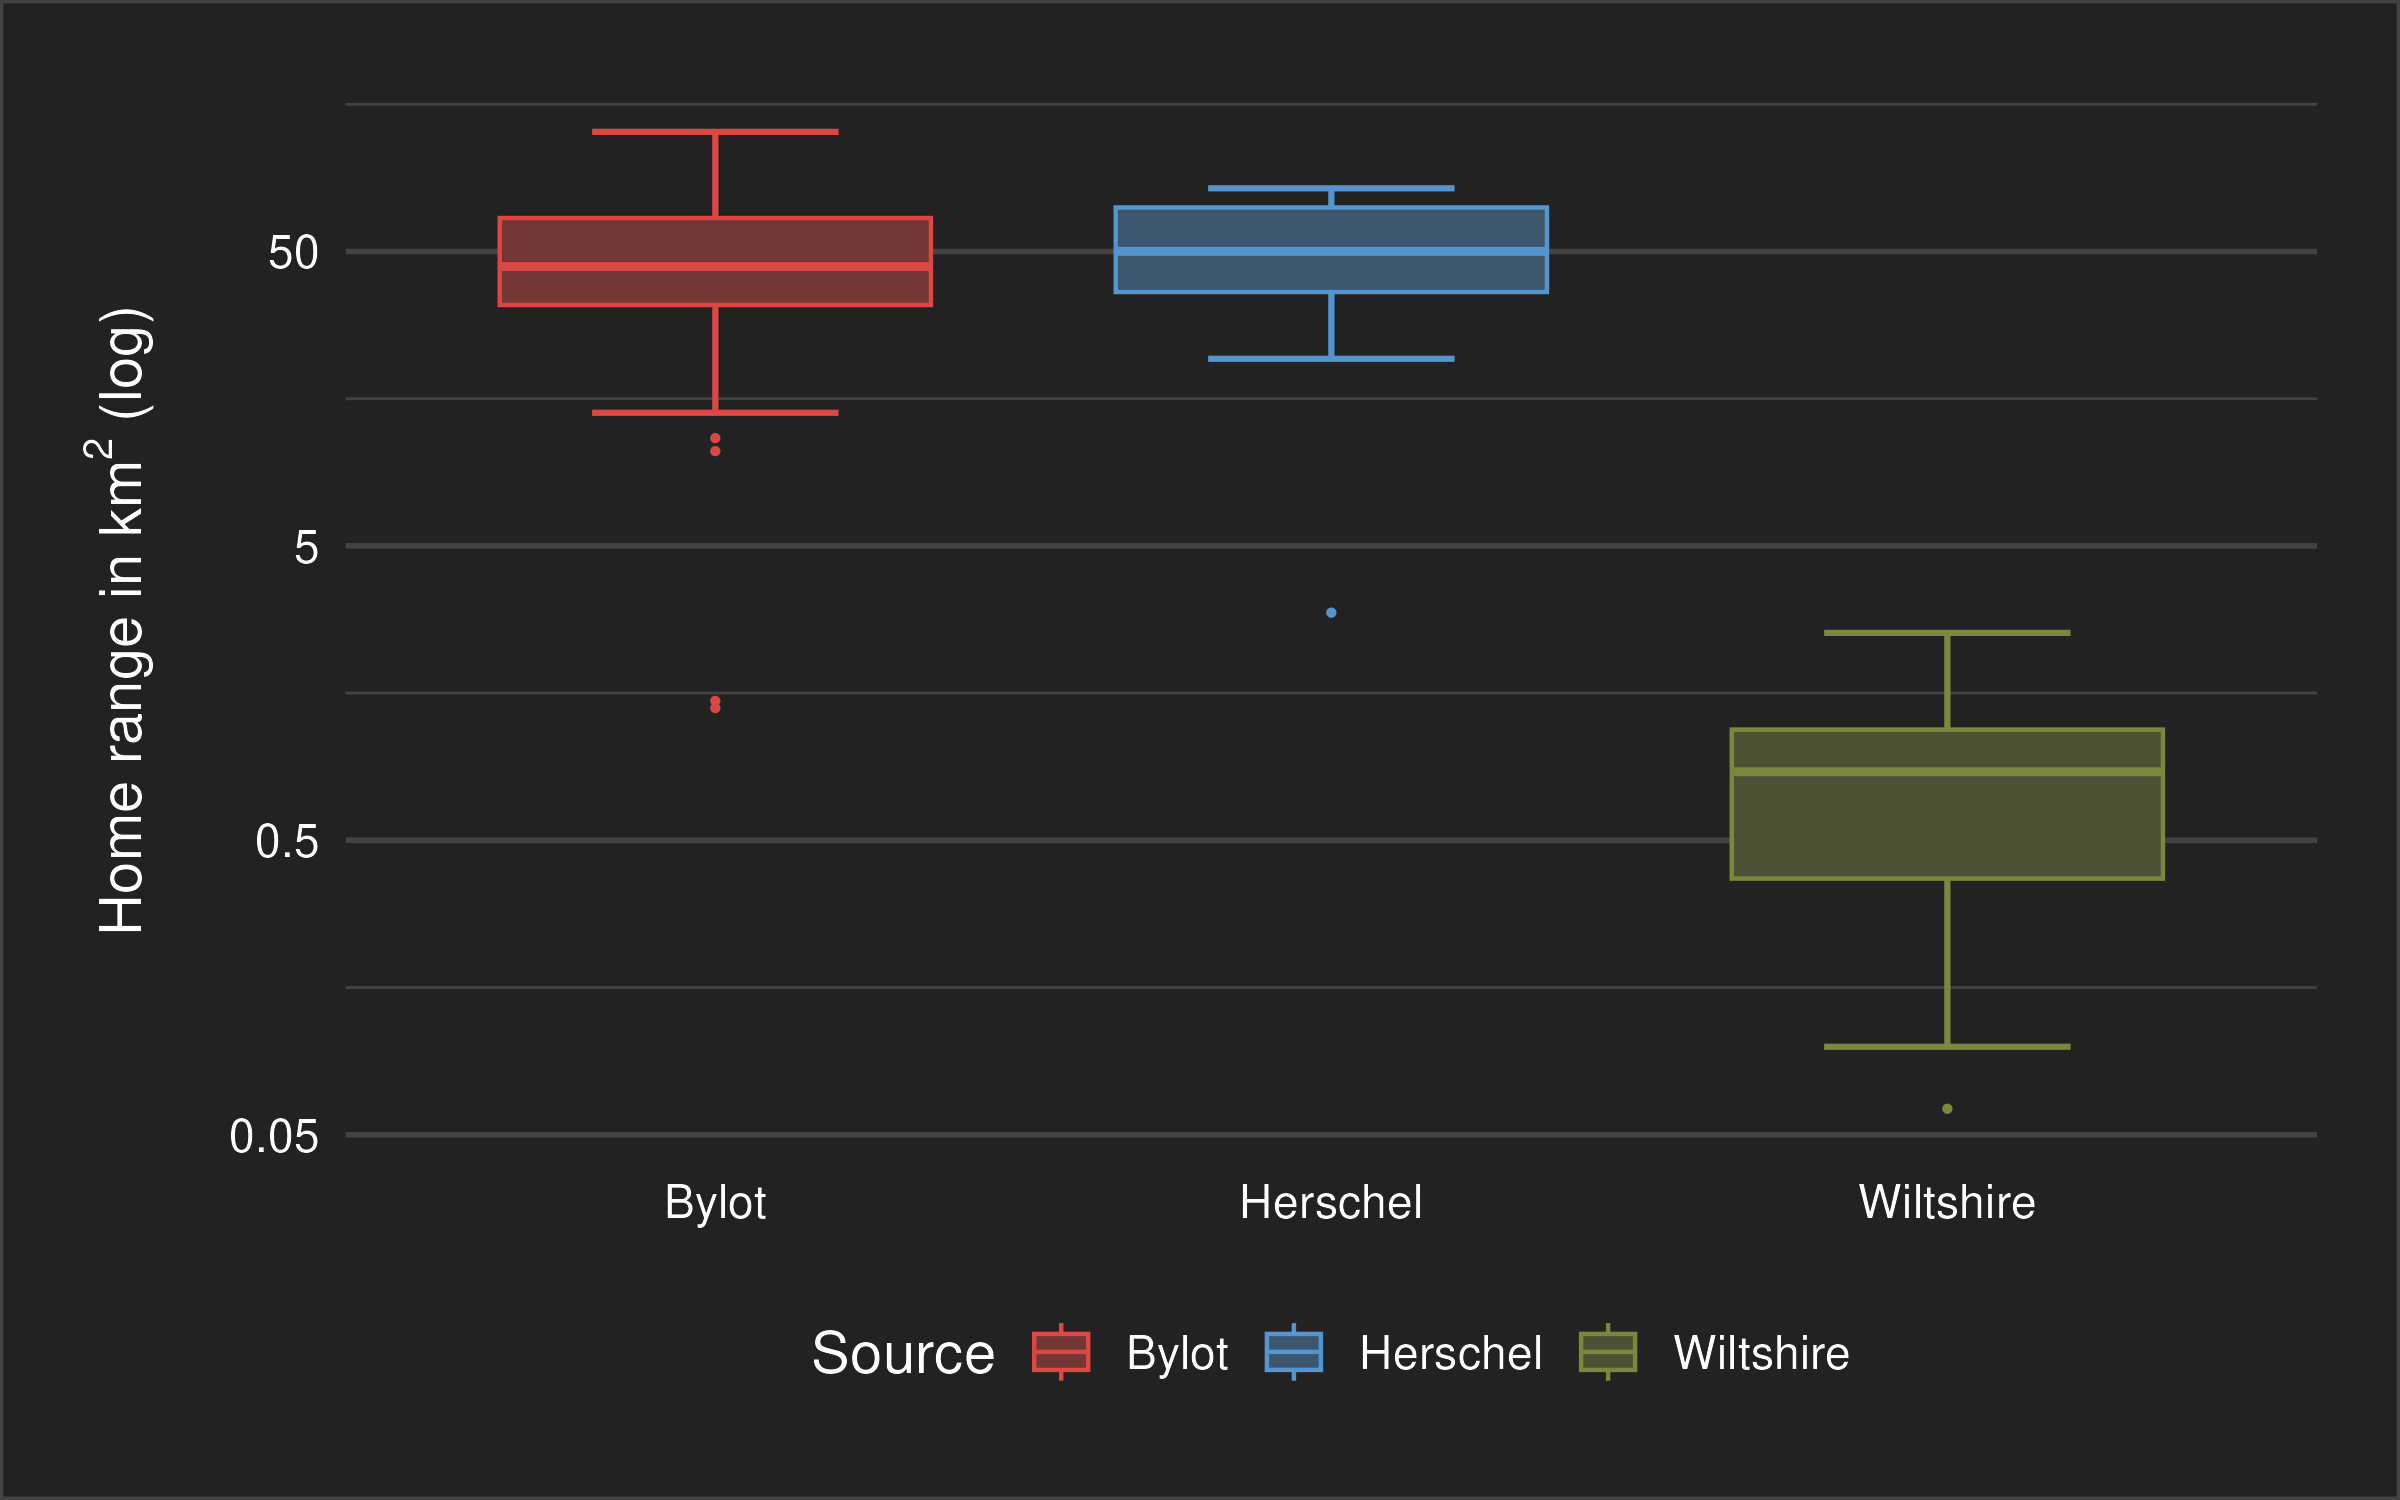 Home range in km² (log)
50
5
0.5
0.05
Bylot Herschel Wiltshire
Source Bylot Herschel Wiltshire